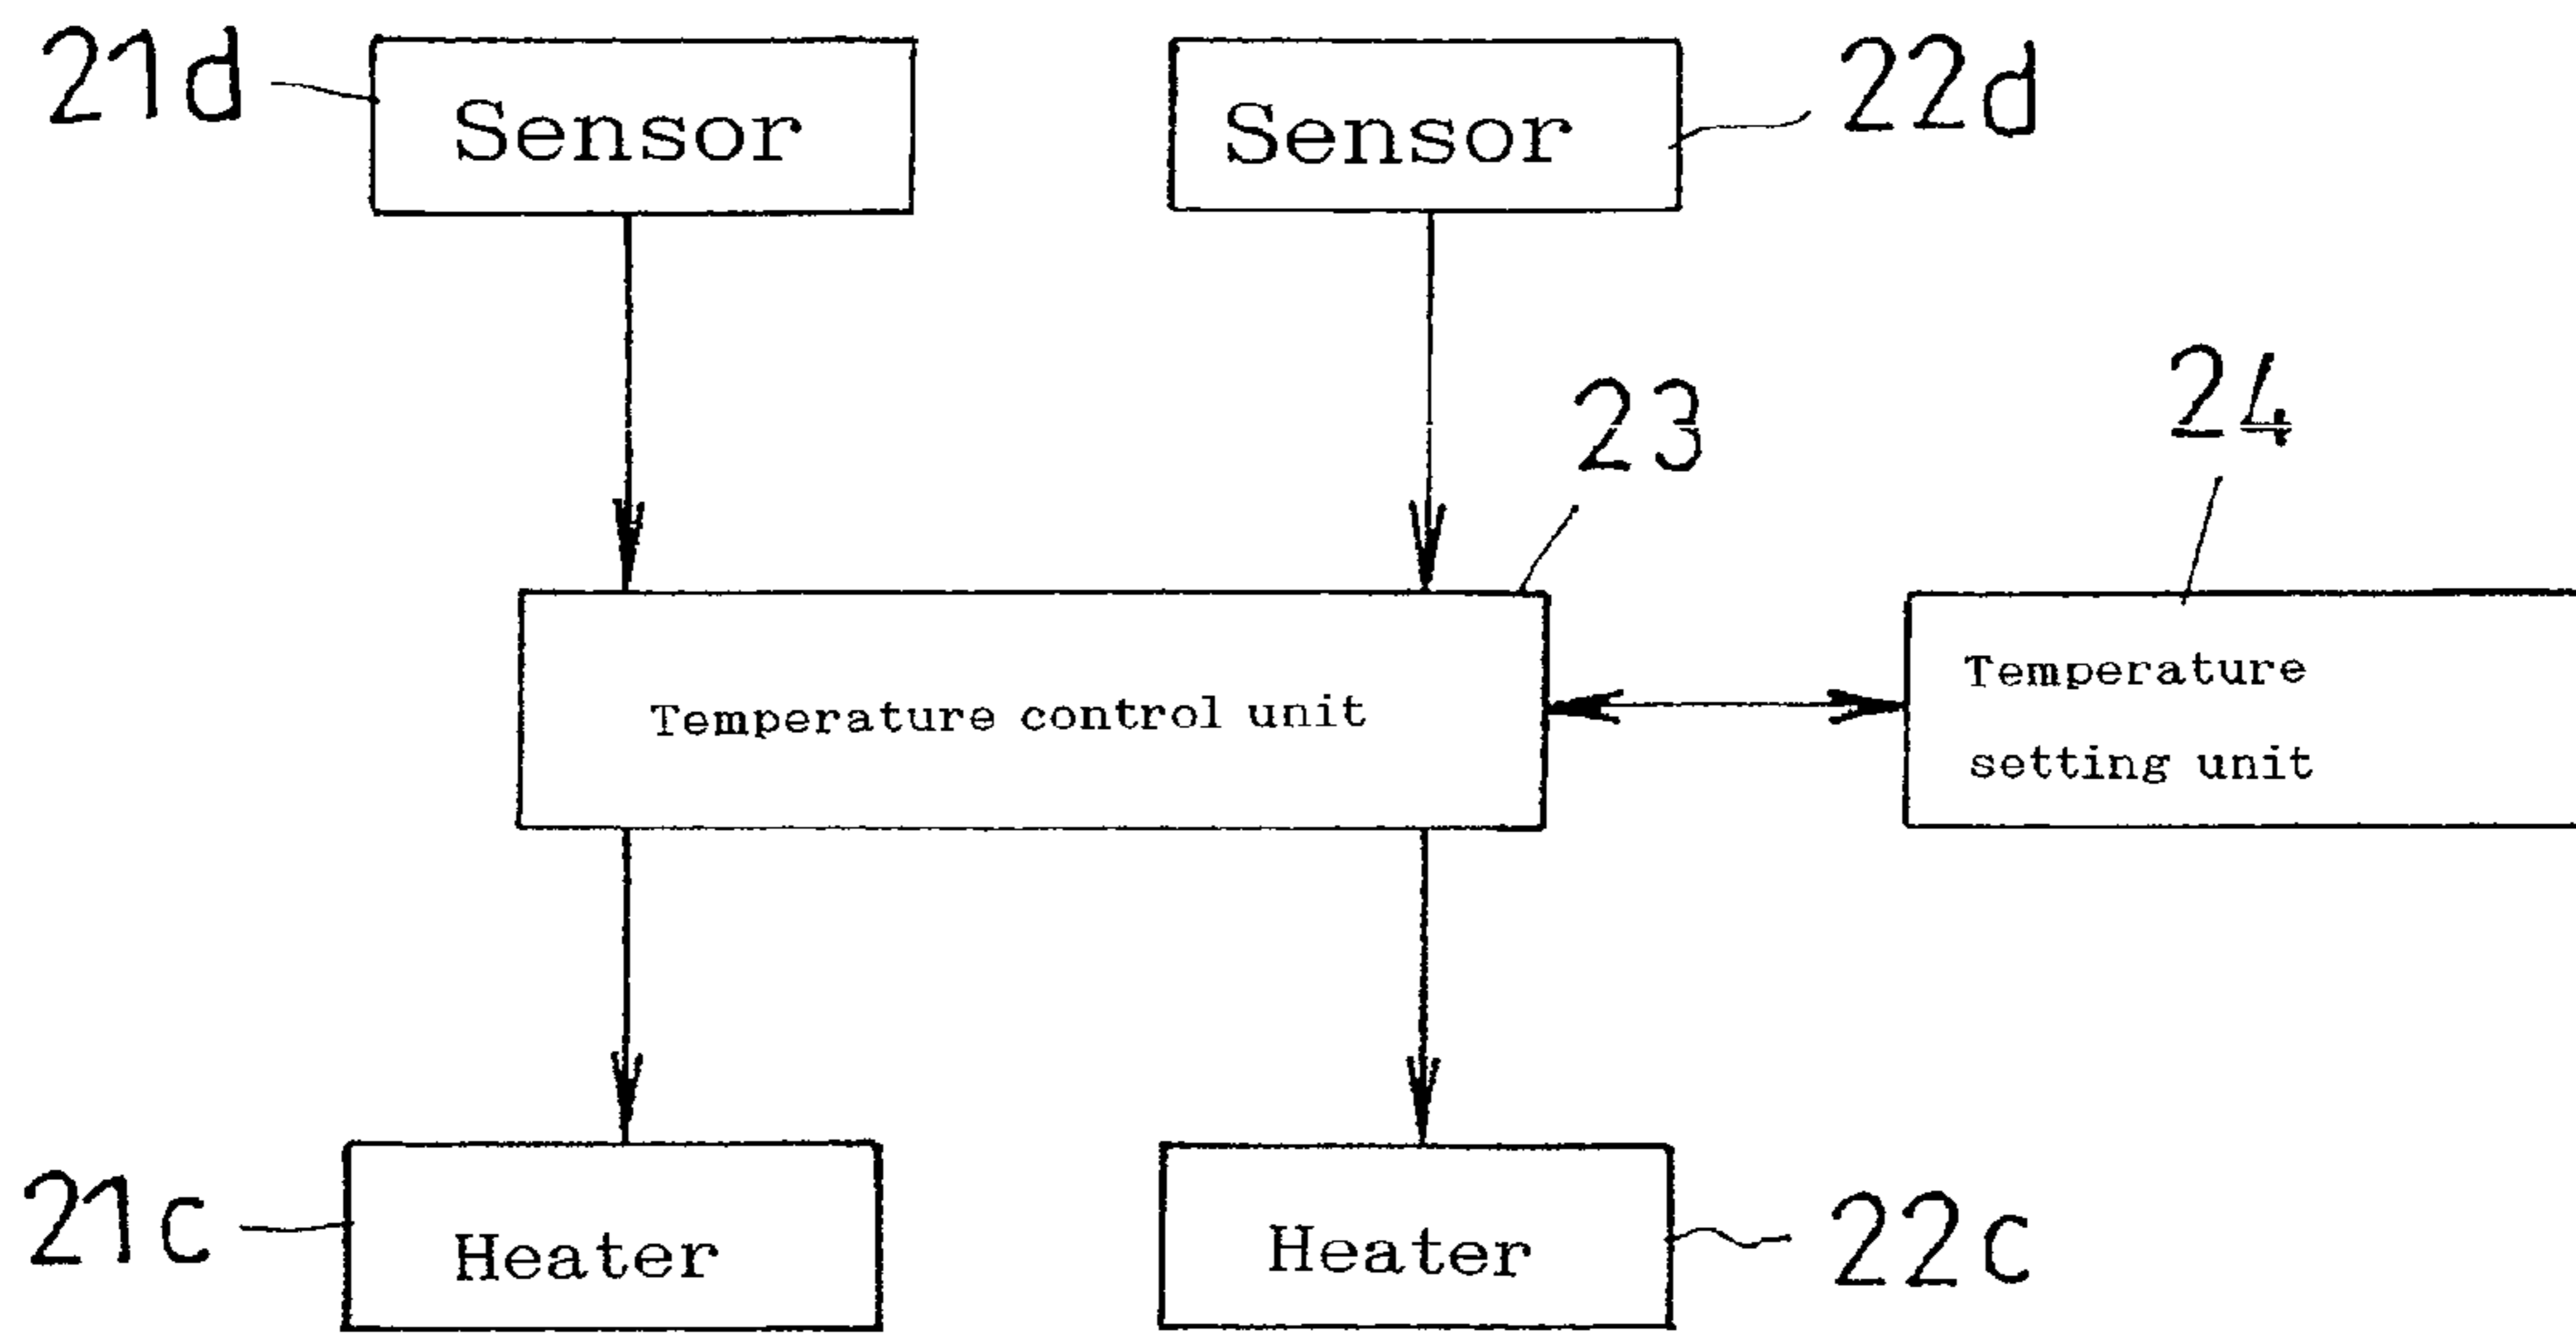 21d
Sensor
Sensor
22d
23
24
Temperature control unit
Temperature
setting unit
21c
Heater
Heater
22c